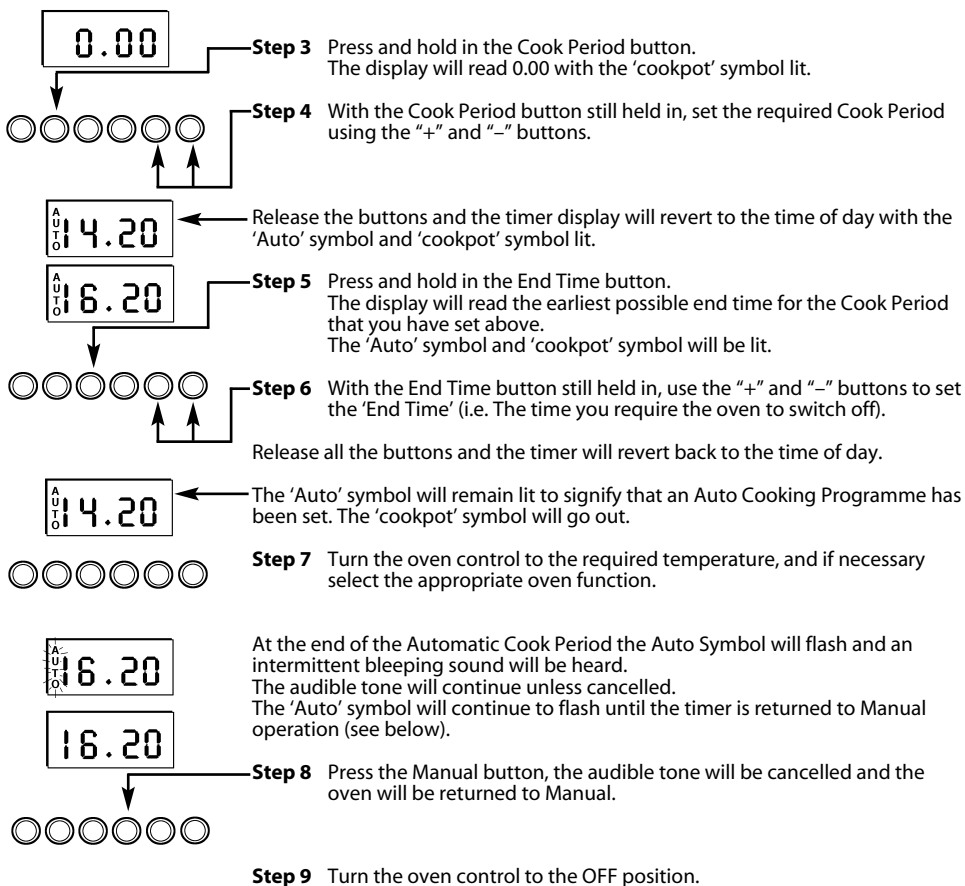 0.00
Step 3 Press and hold in the Cook Period button.
The display will read 0.00 with the ‘cookpot’ symbol lit.
Step 4 With the Cook Period button still held in, set the required Cook Period
using the “+” and “–” buttons.
AUTO 14.20
Release the buttons and the timer display will revert to the time of day with the
‘Auto’ symbol and ‘cookpot’ symbol lit.
AUTO 16.20
Step 5 Press and hold in the End Time button.
The display will read the earliest possible end time for the Cook Period
that you have set above.
The ‘Auto’ symbol and ‘cookpot’ symbol will be lit.
Step 6 With the End Time button still held in, use the “+” and “–” buttons to set
the ‘End Time’ (i.e. The time you require the oven to switch off).
Release all the buttons and the timer will revert back to the time of day.
AUTO 14.20
The ‘Auto’ symbol will remain lit to signify that an Auto Cooking Programme has
been set. The ‘cookpot’ symbol will go out.
Step 7 Turn the oven control to the required temperature, and if necessary
select the appropriate oven function.
AUTO 16.20
At the end of the Automatic Cook Period the Auto Symbol will flash and an
intermittent bleeping sound will be heard.
The audible tone will continue unless cancelled.
The ‘Auto’ symbol will continue to flash until the timer is returned to Manual
operation (see below).
16.20
Step 8 Press the Manual button, the audible tone will be cancelled and the
oven will be returned to Manual.
Step 9 Turn the oven control to the OFF position.